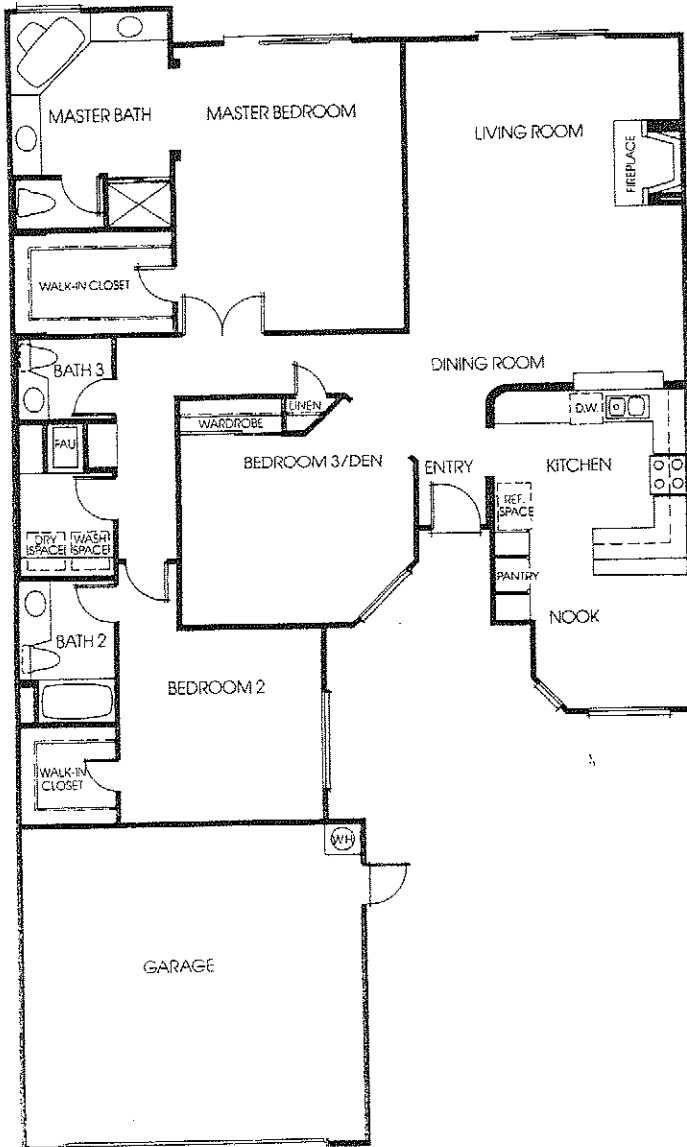 MASTER BATH
MASTER BEDROOM
LIVING ROOM
FIREPLACE
WALK-IN CLOSET
BATH 3
DINING ROOM
LINEN
WARDROBE
D.W.
FAU
BEDROOM 3/DEN
ENTRY
KITCHEN
REF.
SPACE
DRY
SPACE
WASH
SPACE
PANTRY
NOOK
BATH 2
BEDROOM 2
WALK-IN
CLOSET
WH
GARAGE